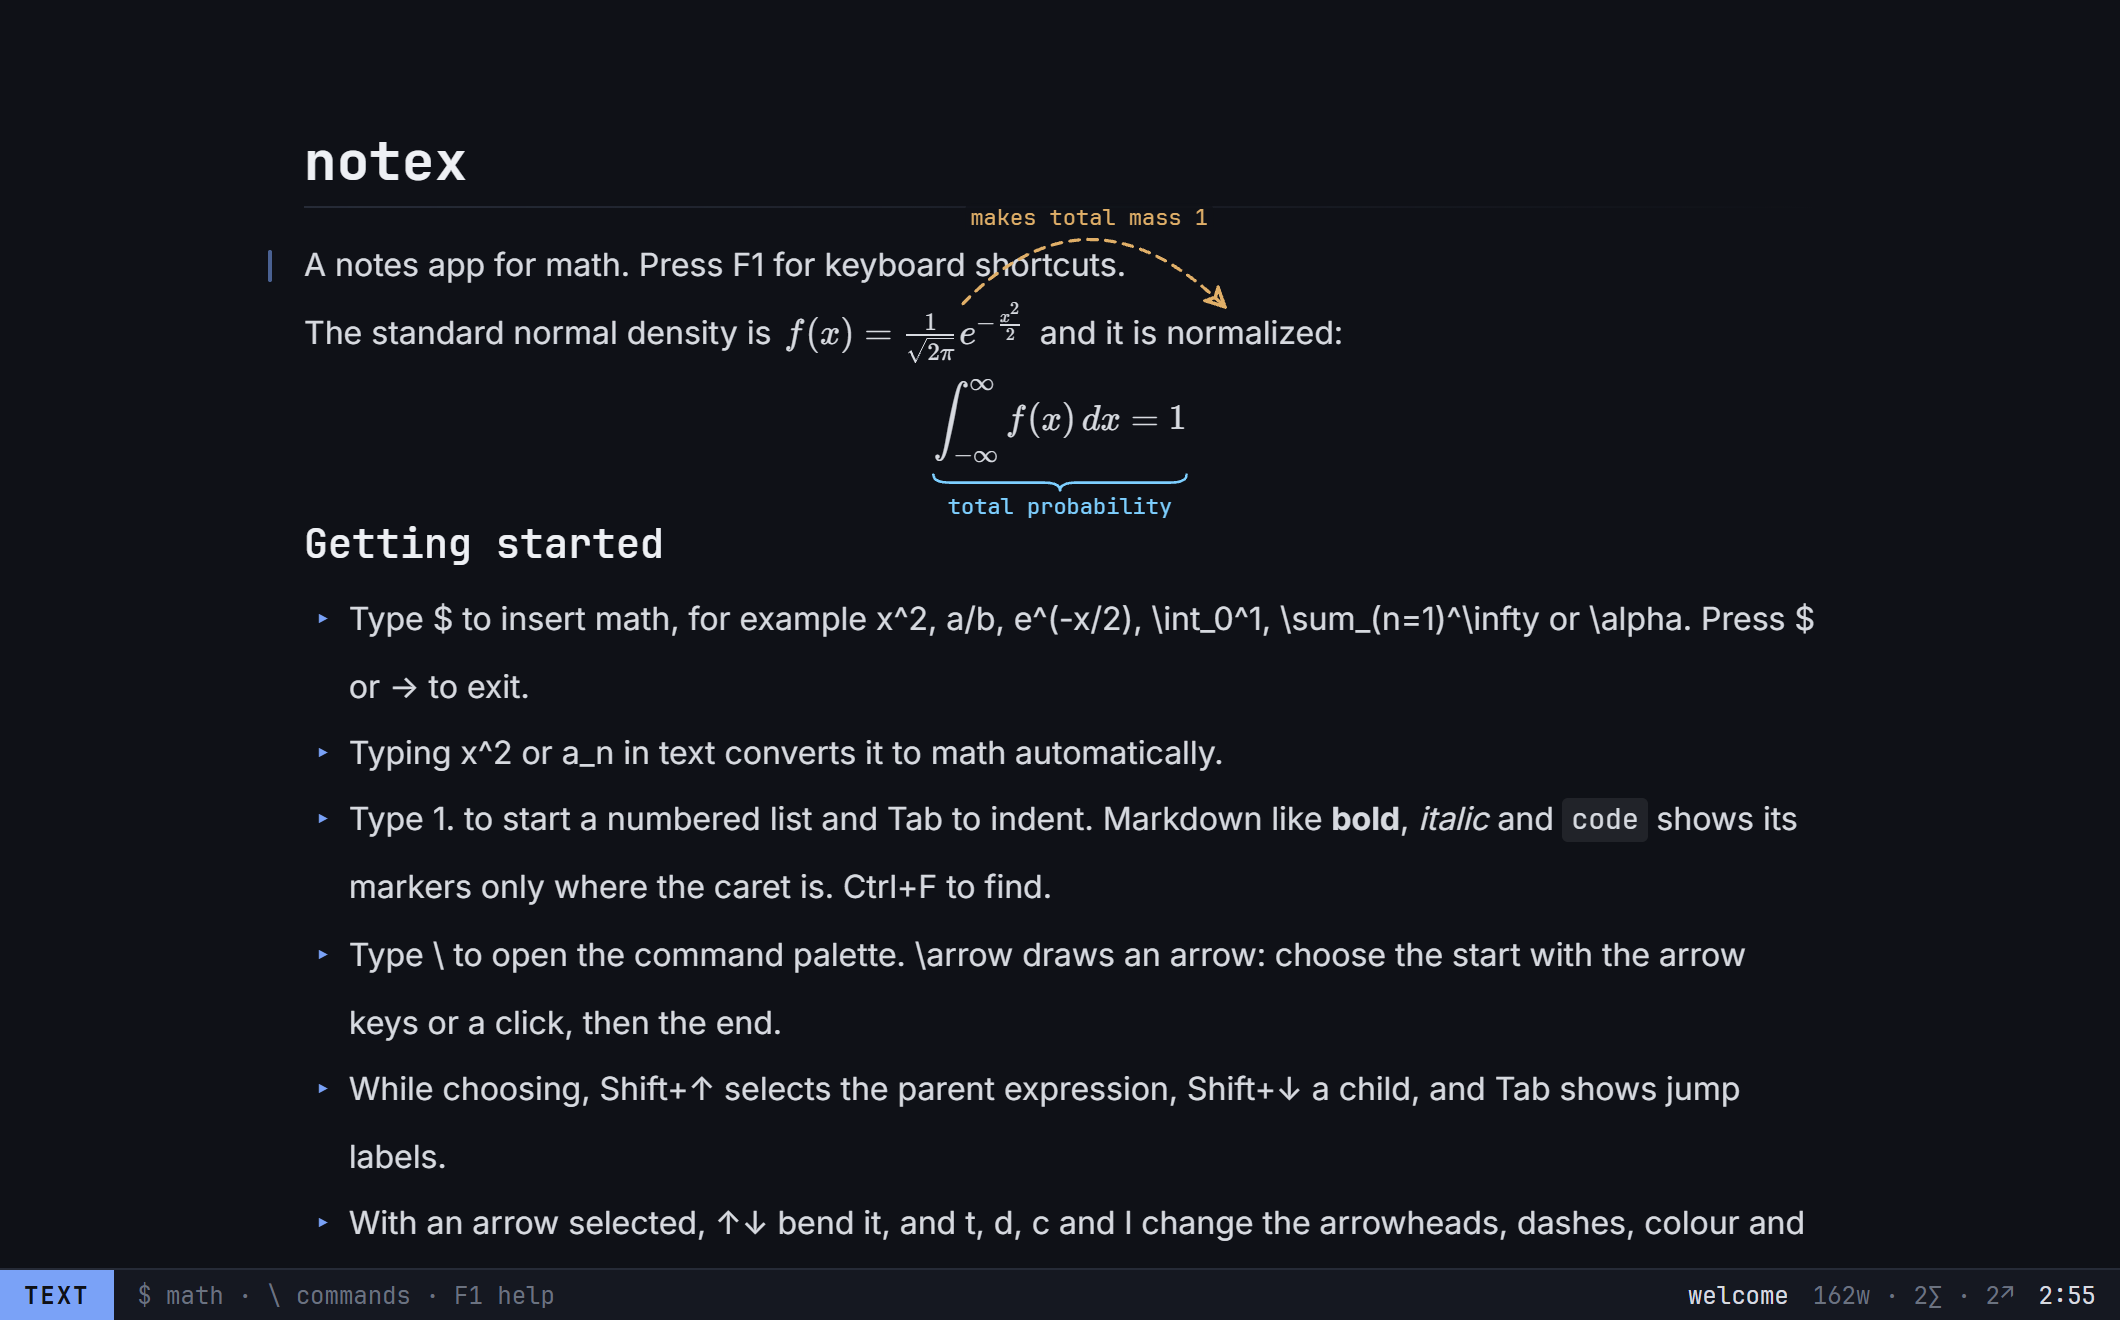 notex
makes total mass 1
A notes app for math. Press F1 for keyboard shortcuts.
The standard normal density is f(x) = \frac{1}{\sqrt{2π}} e^{-\frac{x^2}{2}} and it is normalized:
\int_{-∞}^{∞} f(x) dx = 1
total probability
Getting started
‣ Type $ to insert math, for example x^2, a/b, e^(-x/2), \int_0^1, \sum_(n=1)^\infty or \alpha. Press $
or → to exit.
‣ Typing x^2 or a_n in text converts it to math automatically.
‣ Type 1. to start a numbered list and Tab to indent. Markdown like bold, italic and code shows its
markers only where the caret is. Ctrl+F to find.
‣ Type \ to open the command palette. \arrow draws an arrow: choose the start with the arrow
keys or a click, then the end.
‣ While choosing, Shift+↑ selects the parent expression, Shift+↓ a child, and Tab shows jump
labels.
‣ With an arrow selected, ↑↓ bend it, and t, d, c and l change the arrowheads, dashes, colour and
TEXT $ math · \ commands · F1 help welcome 162w · 2∑ · 2↗ 2:55